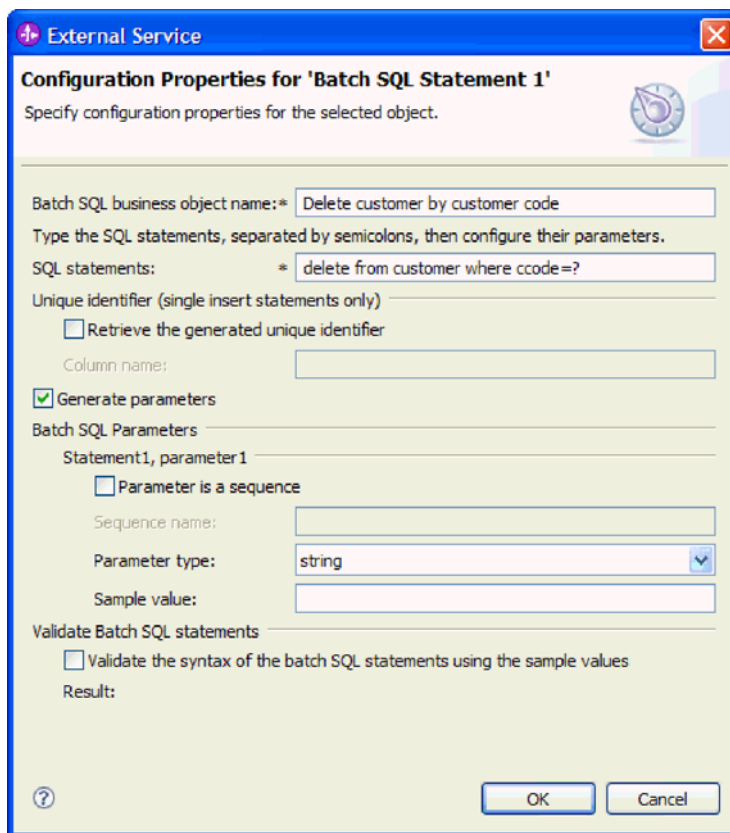 External Service
Configuration Properties for 'Batch SQL Statement 1'
Specify configuration properties for the selected object.
Batch SQL business object name:* Delete customer by customer code
Type the SQL statements, separated by semicolons, then configure their parameters.
SQL statements: * delete from customer where ccode=?
Unique identifier (single insert statements only)
Retrieve the generated unique identifier
Column name:
Generate parameters
Batch SQL Parameters
Statement1, parameter1
Parameter is a sequence
Sequence name:
Parameter type: string
Sample value:
Validate Batch SQL statements
Validate the syntax of the batch SQL statements using the sample values
Result:
? OK Cancel